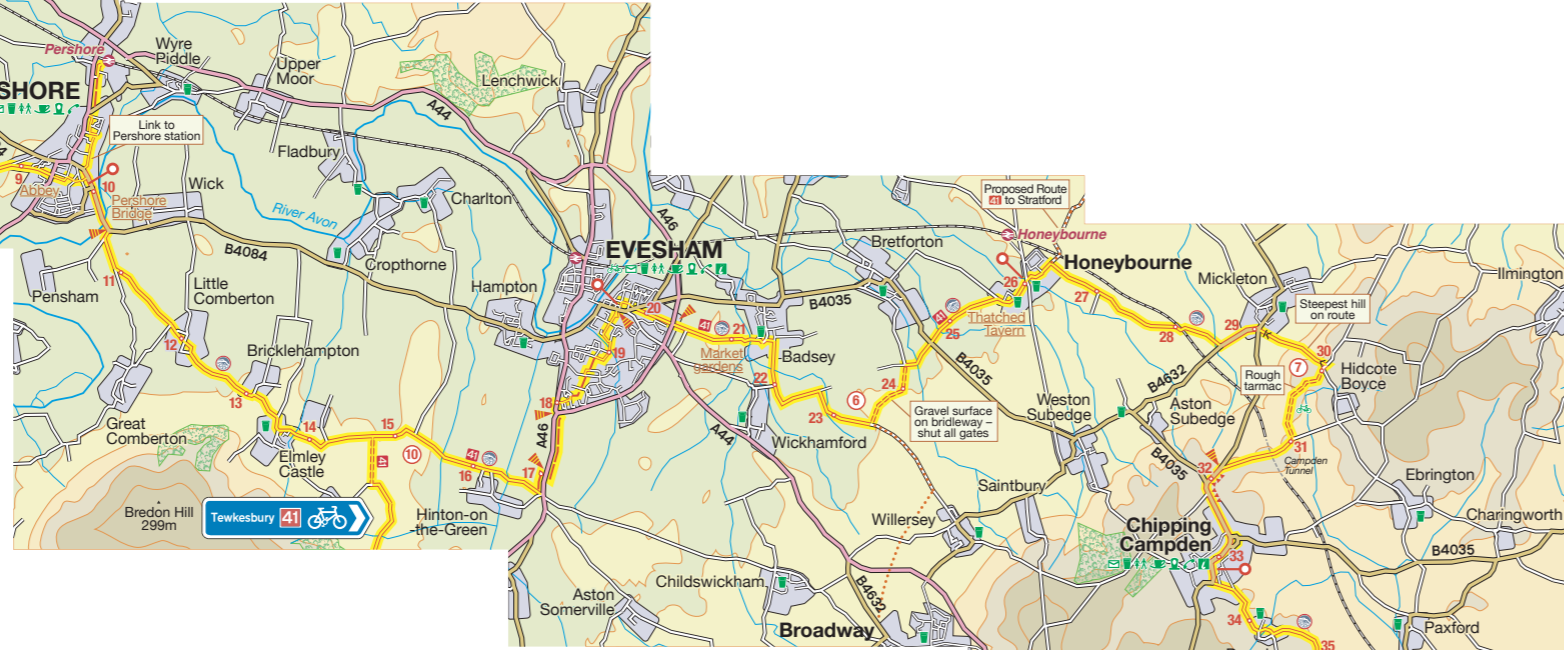 Pershore
Wyre
Piddle
Upper
Moor
Lenchwick
SHORE
A44
Link to
Pershore station
Fladbury
9
Abbey
10
Pershore
Bridge
Wick
River Avon
Charlton
A46
Proposed Route
41 to Stratford
B4084
Cropthorne
EVESHAM
Bretforton
Honeybourne
Honeybourne
Mickleton
Ilmington
Pensham
11
Little
Comberton
Hampton
20
B4035
26
27
Steepest hill
on route
12
Bricklehampton
19
41
21
Market
gardens
Badsey
41
25
Thatched
Tavern
28
29
K
30
Hidcote
Boyce
13
18
22
24
B4035
B4632
Rough
tarmac
7
Great
Comberton
14
15
10
A46
23
6
Gravel surface
on bridleway –
shut all gates
Weston
Subedge
Aston
Subedge
Elmley
Castle
41
41
16
17
A44
Wickhamford
B4035
31
Campden
Tunnel
32
Ebrington
Bredon Hill
299m
Tewkesbury 41
Hinton-on
-the-Green
Saintbury
Willersey
Chipping
Campden
Charingworth
33
B4035
Childswickham
Aston
Somerville
B4632
Broadway
34
35
Paxford